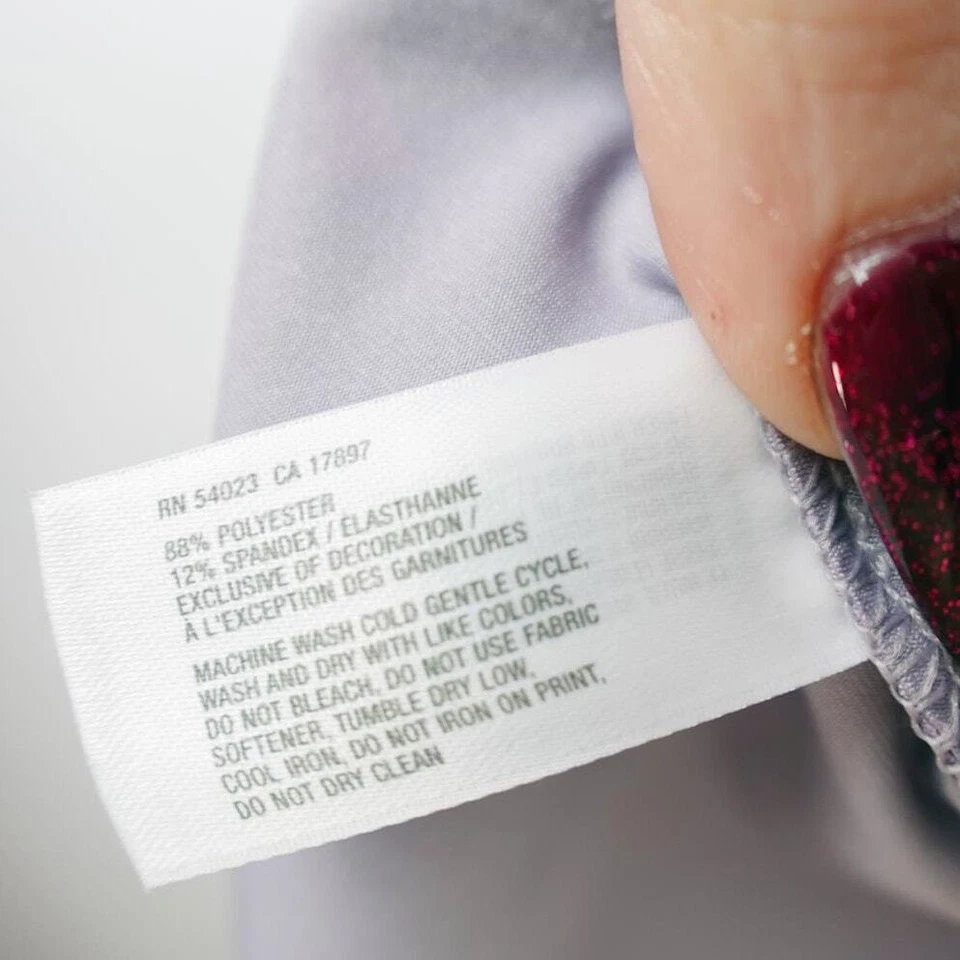 RN 54023 CA 17897
88% POLYESTER
12% SPANDEX / ELASTHANNE
EXCLUSIVE OF DECORATION /
À L'EXCEPTION DES GARNITURES
MACHINE WASH COLD GENTLE CYCLE,
WASH AND DRY WITH LIKE COLORS,
DO NOT BLEACH, DO NOT USE FABRIC
SOFTENER, TUMBLE DRY LOW,
COOL IRON, DO NOT IRON ON PRINT,
DO NOT DRY CLEAN